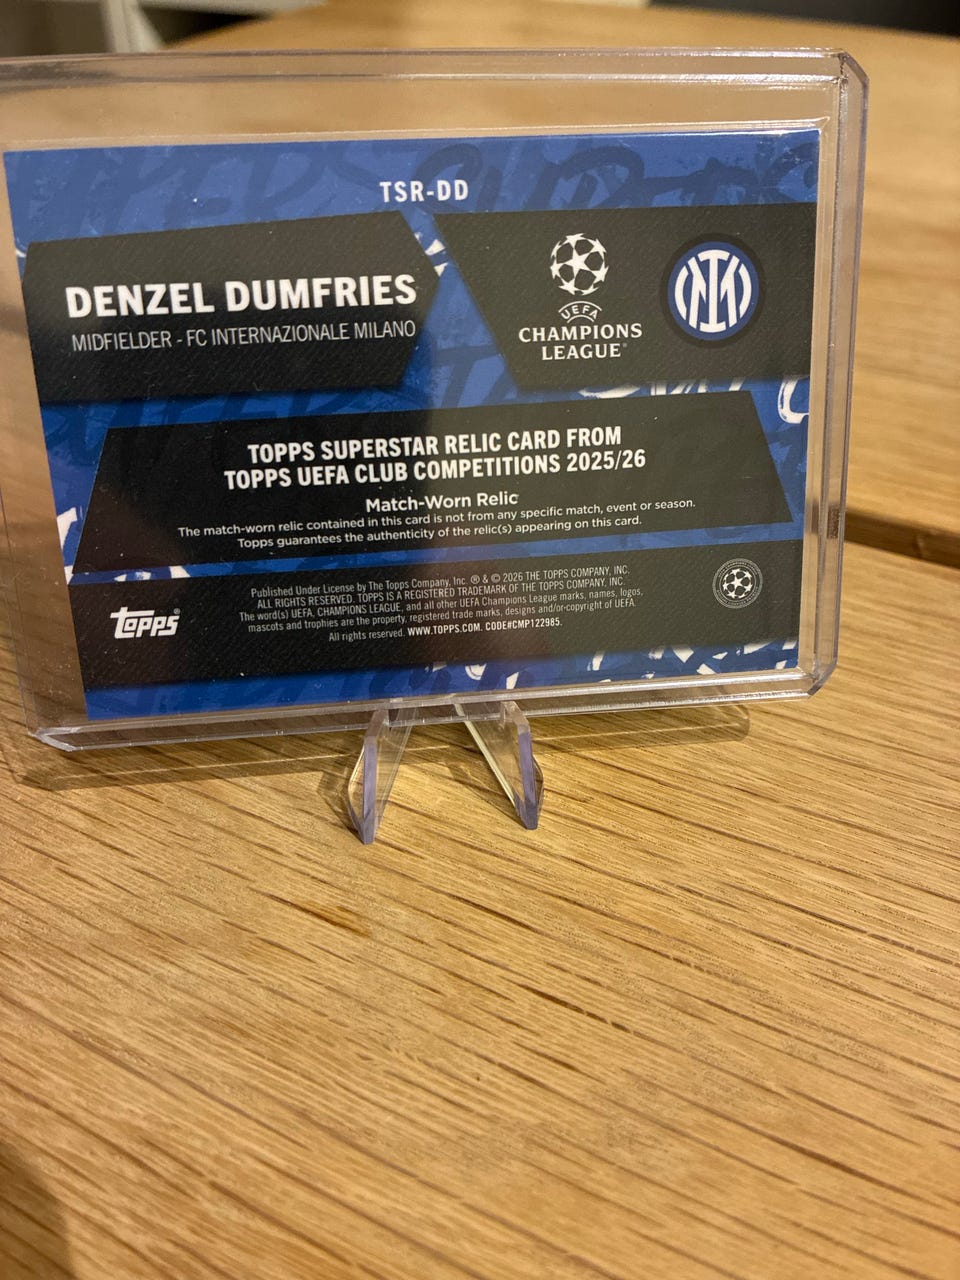 TSR-DD
DENZEL DUMFRIES
MIDFIELDER - FC INTERNAZIONALE MILANO
UEFA
CHAMPIONS
LEAGUE®
IM
TOPPS SUPERSTAR RELIC CARD FROM
TOPPS UEFA CLUB COMPETITIONS 2025/26
Match-Worn Relic
The match-worn relic contained in this card is not from any specific match, event or season.
Topps guarantees the authenticity of the relic(s) appearing on this card.
topps®
Published Under License by The Topps Company, Inc. ® & © 2026 THE TOPPS COMPANY, INC.
ALL RIGHTS RESERVED. TOPPS IS A REGISTERED TRADEMARK OF THE TOPPS COMPANY, INC.
The word(s) UEFA, CHAMPIONS LEAGUE, and all other UEFA Champions League marks, names, logos,
mascots and trophies are the property, registered trade marks, designs and/or copyright of UEFA.
All rights reserved. WWW.TOPPS.COM. CODE#CMP122985.